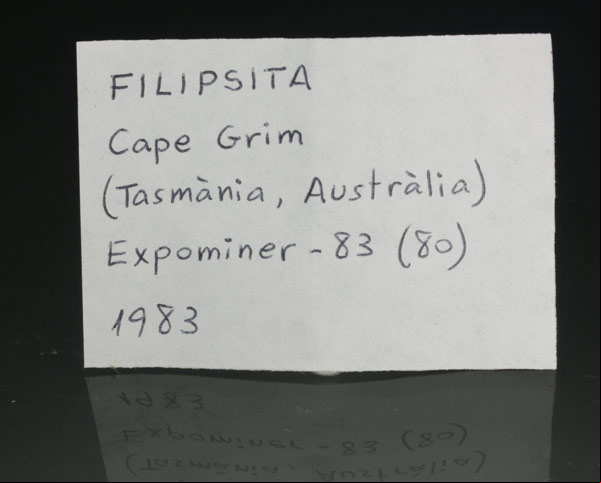 FILIPSITA
Cape Grim
(Tasmània, Austràlia)
Expominer - 83 (80)
1983